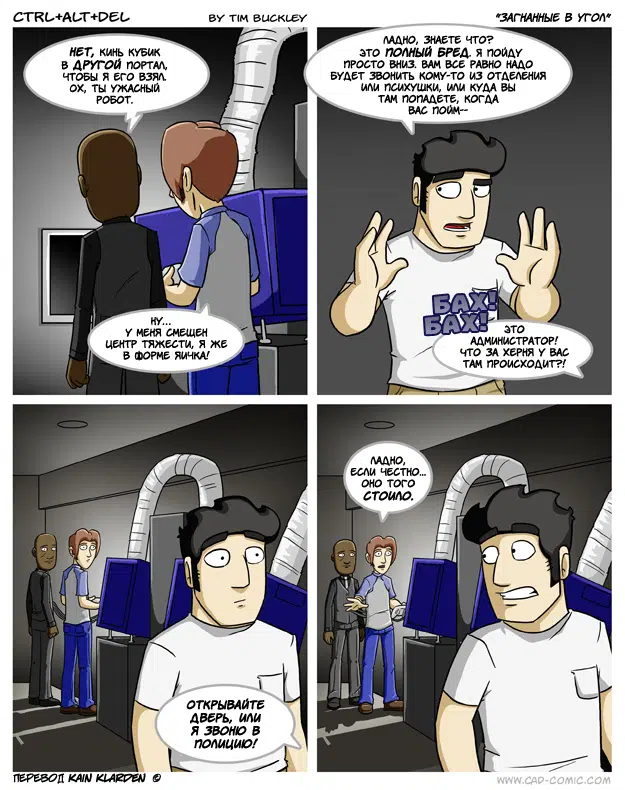 CTRL+ALT+DEL
BY TIM BUCKLEY
"ЗАГНАННЫЕ В УГОЛ"
НЕТ, КИНЬ КУБИК
В ДРУГОЙ ПОРТАЛ,
ЧТОБЫ Я ЕГО ВЗЯЛ.
ОХ, ТЫ УЖАСНЫЙ
РОБОТ.
НУ...
У МЕНЯ СМЕЩЕН
ЦЕНТР ТЯЖЕСТИ, Я ЖЕ
В ФОРМЕ ЯИЧКА!
ЛАДНО, ЗНАЕТЕ ЧТО?
ЭТО ПОЛНЫЙ БРЕД. Я ПОЙДУ
ПРОСТО ВНИЗ. ВАМ ВСЕ РАВНО НАДО
БУДЕТ ЗВОНИТЬ КОМУ-ТО ИЗ ОТДЕЛЕНИЯ
ИЛИ ПСИХУШКИ, ИЛИ КУДА ВЫ
ТАМ ПОПАДЕТЕ, КОГДА
ВАС ПОЙМ--
БАХ!
БАХ!
ЭТО
АДМИНИСТРАТОР!
ЧТО ЗА ХЕРНЯ У ВАС
ТАМ ПРОИСХОДИТ?!
ОТКРЫВАЙТЕ
ДВЕРЬ, ИЛИ
Я ЗВОНЮ В
ПОЛИЦИЮ!
ЛАДНО,
ЕСЛИ ЧЕСТНО...
ОНО ТОГО
СТОИЛО.
ПЕРЕВОД KAIN KLARDEN ©
WWW.CAD-COMIC.COM